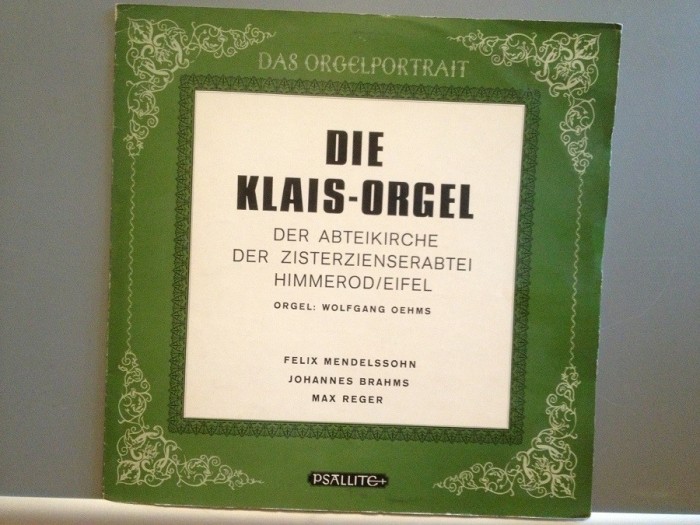 DAS ORGELPORTRAIT
DIE
KLAIS-ORGEL
DER ABTEIKIRCHE
DER ZISTERZIENSERABTEI
HIMMEROD/EIFEL
ORGEL: WOLFGANG OEHMS
FELIX MENDELSSOHN
JOHANNES BRAHMS
MAX REGER
PSALLITE